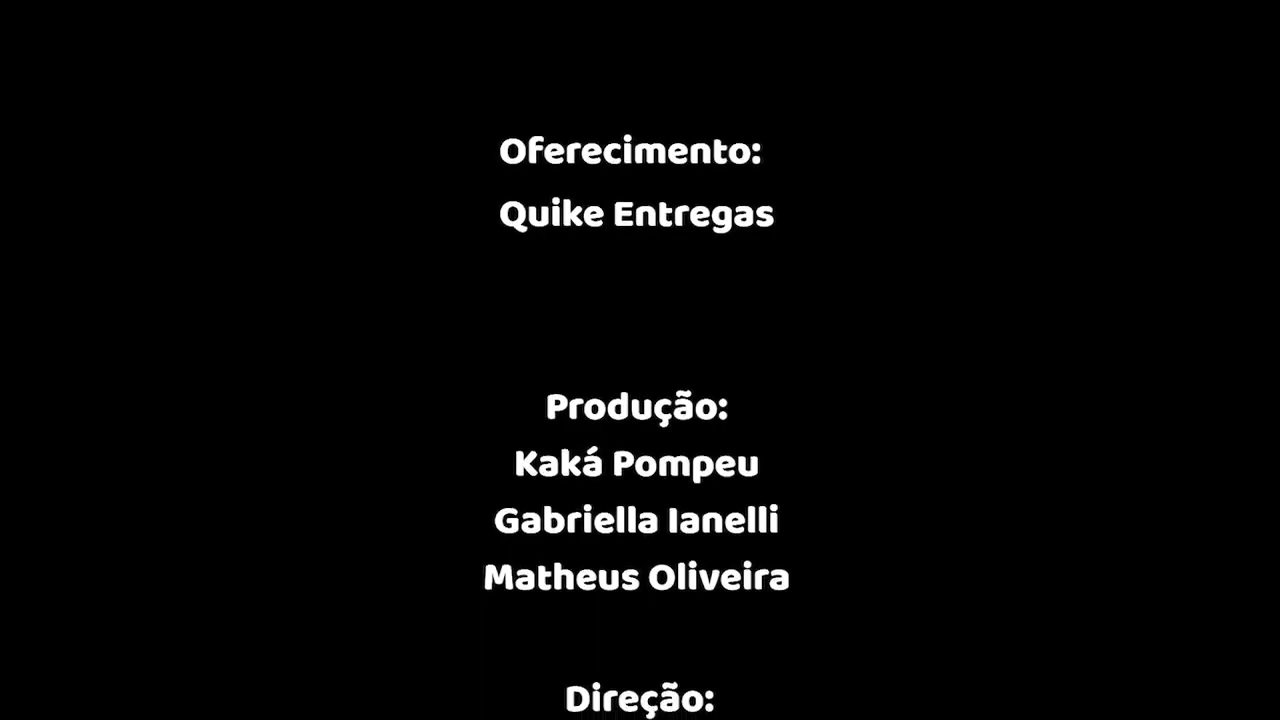 Oferecimento:
Quike Entregas
Produção:
Kaká Pompeu
Gabriella Ianelli
Matheus Oliveira
Direção: